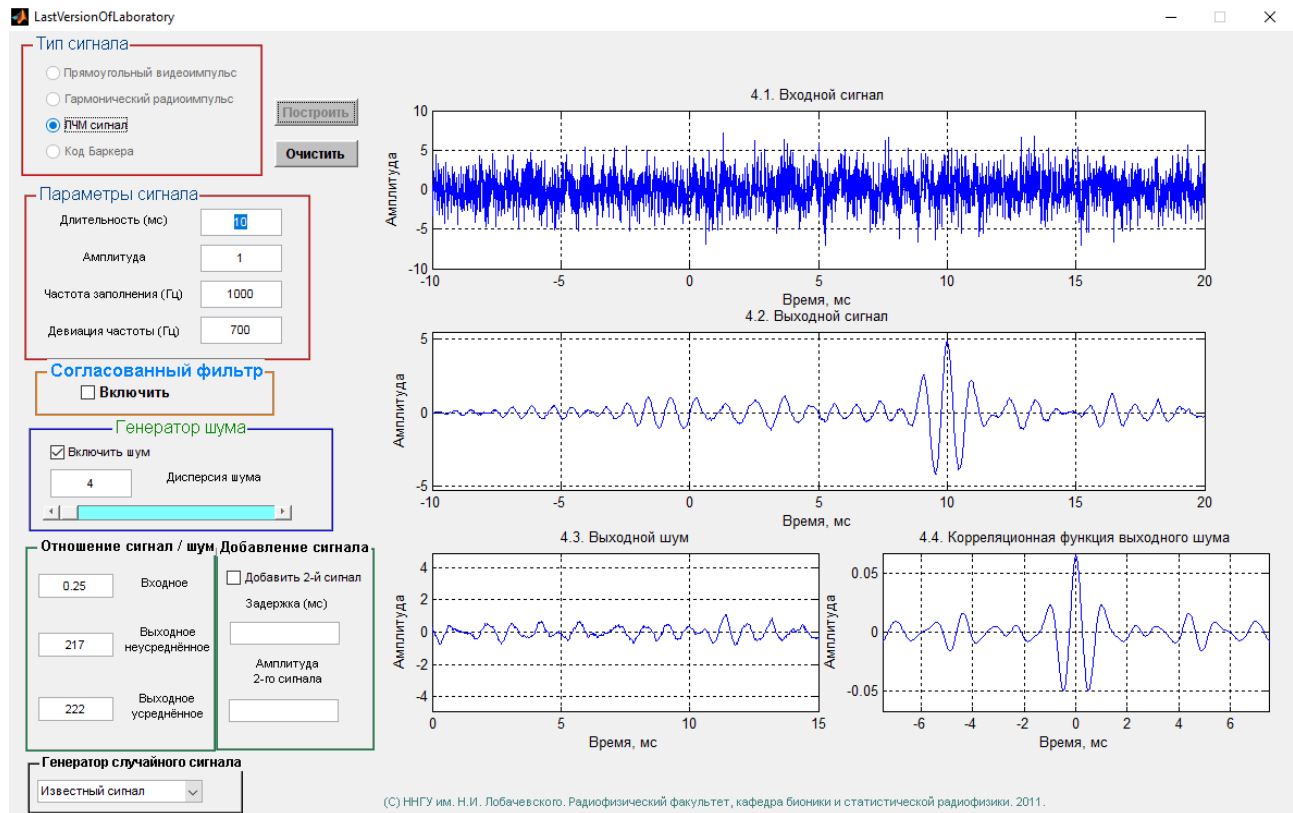 LastVersionOfLaboratory
Тип сигнала
Прямоугольный видеоимпульс
Гармонический радиоимпульс
ЛЧМ сигнал
Код Баркера
Построить
Очистить
Параметры сигнала
Длительность (мс)
10
Амплитуда
1
Частота заполнения (Гц)
1000
Девиация частоты (Гц)
700
Согласованный фильтр
Включить
Генератор шума
Включить шум
4
Дисперсия шума
Отношение сигнал / шум
0.25
Входное
217
Выходное
неусреднённое
222
Выходное
усреднённое
Добавление сигнала
Добавить 2-й сигнал
Задержка (мс)
Амплитуда
2-го сигнала
Генератор случайного сигнала
Известный сигнал
4.1. Входной сигнал
Амплитуда
10
5
0
-5
-10
-10 -5 0 5 10 15 20
Время, мс
4.2. Выходной сигнал
Амплитуда
5
0
-5
-10 -5 0 5 10 15 20
Время, мс
4.3. Выходной шум
Амплитуда
4
2
0
-2
-4
0 5 10 15
Время, мс
4.4. Корреляционная функция выходного шума
Амплитуда
0.05
0
-0.05
-6 -4 -2 0 2 4 6
Время, мс
(С) ННГУ им. Н.И. Лобачевского. Радиофизический факультет, кафедра бионики и статистической радиофизики. 2011.